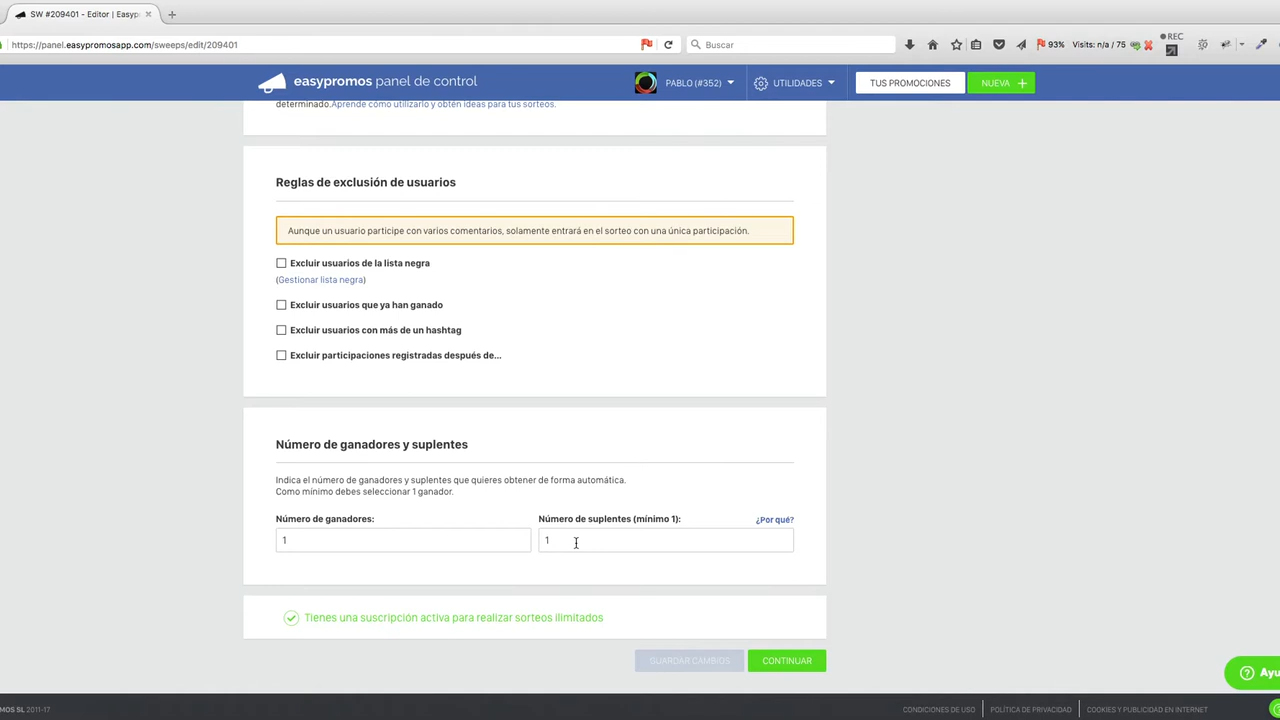 SW #209401 - Editor | Easyp
https://panel.easypromosapp.com/sweeps/edit/209401
Buscar
93%
Visits: n/a / 75
REC
easypromos panel de control
PABLO (#352)
UTILIDADES
TUS PROMOCIONES
NUEVA +
determinado.Aprende cómo utilizarlo y obtén ideas para tus sorteos.
Reglas de exclusión de usuarios
Aunque un usuario participe con varios comentarios, solamente entrará en el sorteo con una única participación.
Excluir usuarios de la lista negra
(Gestionar lista negra)
Excluir usuarios que ya han ganado
Excluir usuarios con más de un hashtag
Excluir participaciones registradas después de...
Número de ganadores y suplentes
Indica el número de ganadores y suplentes que quieres obtener de forma automática.
Como mínimo debes seleccionar 1 ganador.
Número de ganadores:
Número de suplentes (mínimo 1):
¿Por qué?
1
1
Tienes una suscripción activa para realizar sorteos ilimitados
GUARDAR CAMBIOS
CONTINUAR
Ayu
MOS SL 2011-17
CONDICIONES DE USO
POLÍTICA DE PRIVACIDAD
COOKIES Y PUBLICIDAD EN INTERNET